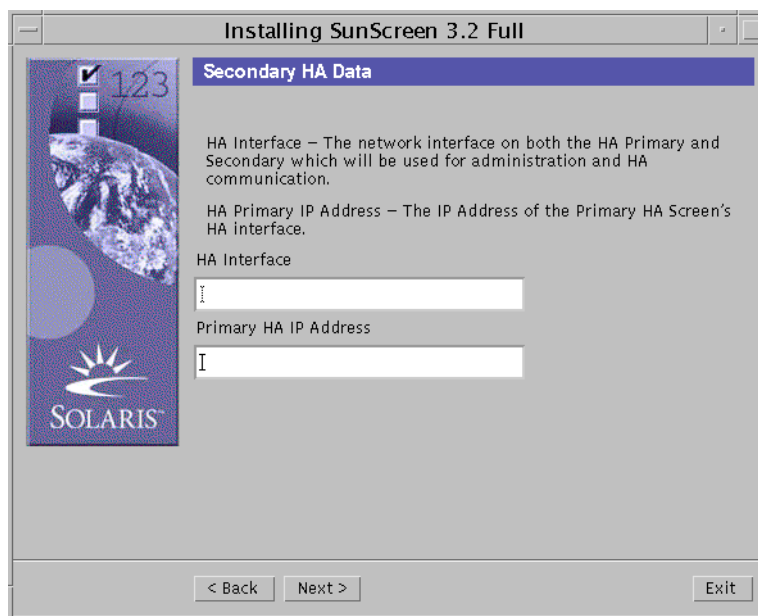 Installing SunScreen 3.2 Full
123
Secondary HA Data
HA Interface – The network interface on both the HA Primary and
Secondary which will be used for administration and HA
communication.
HA Primary IP Address – The IP Address of the Primary HA Screen's
HA interface.
HA Interface
Primary HA IP Address
SOLARIS™
< Back
Next >
Exit